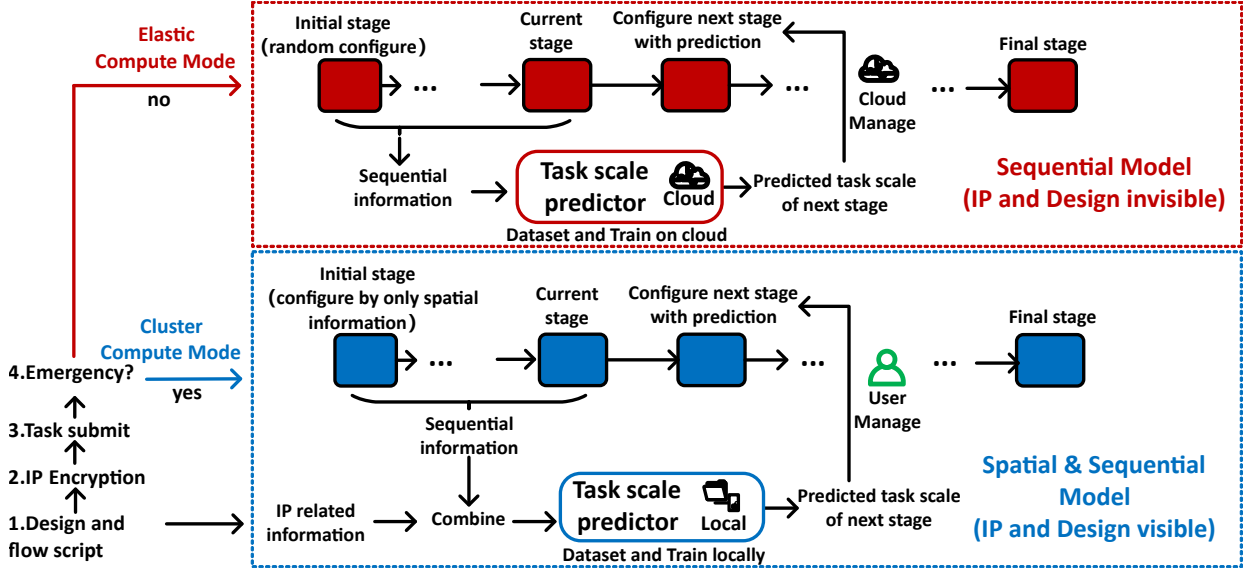 Elastic
Compute Mode
no
Initial stage
(random configure)
...
Current
stage
Configure next stage
with prediction
...
Cloud
Manage
...
Final stage
Sequential
information
Task scale
predictor
Cloud
Dataset and Train on cloud
Predicted task scale
of next stage
Sequential Model
(IP and Design invisible)
Cluster
Compute Mode
yes
Initial stage
(configure by only spatial
information)
...
Current
stage
Configure next stage
with prediction
...
User
Manage
...
Final stage
Sequential
information
IP related
information
Combine
Task scale
predictor
Local
Dataset and Train locally
Predicted task scale
of next stage
Spatial & Sequential
Model
(IP and Design visible)
4.Emergency?
3.Task submit
2.IP Encryption
1.Design and
flow script